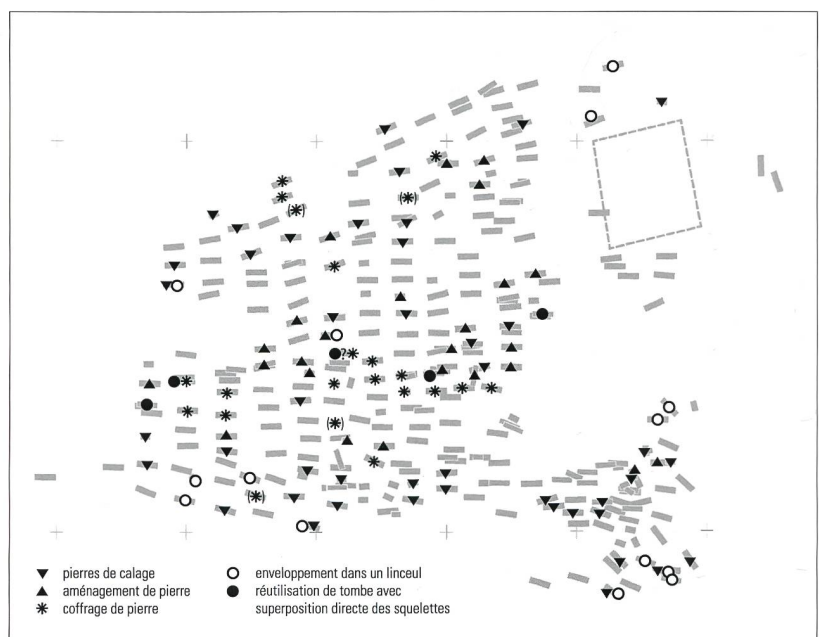 ?
pierres de calage
aménagement de pierre
coffrage de pierre
enveloppement dans un linceul
réutilisation de tombe avec
superposition directe des squelettes